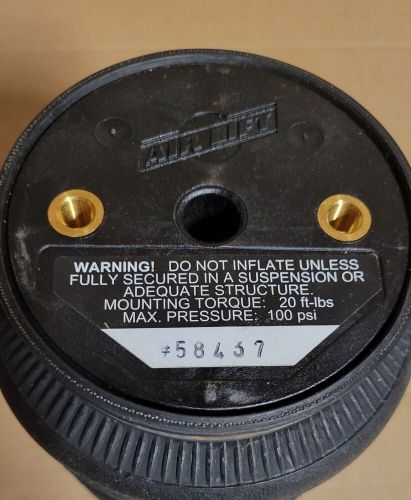 AIR LIFT
WARNING! DO NOT INFLATE UNLESS
FULLY SECURED IN A SUSPENSION OR
ADEQUATE STRUCTURE.
MOUNTING TORQUE: 20 ft-lbs
MAX. PRESSURE: 100 psi
*58437